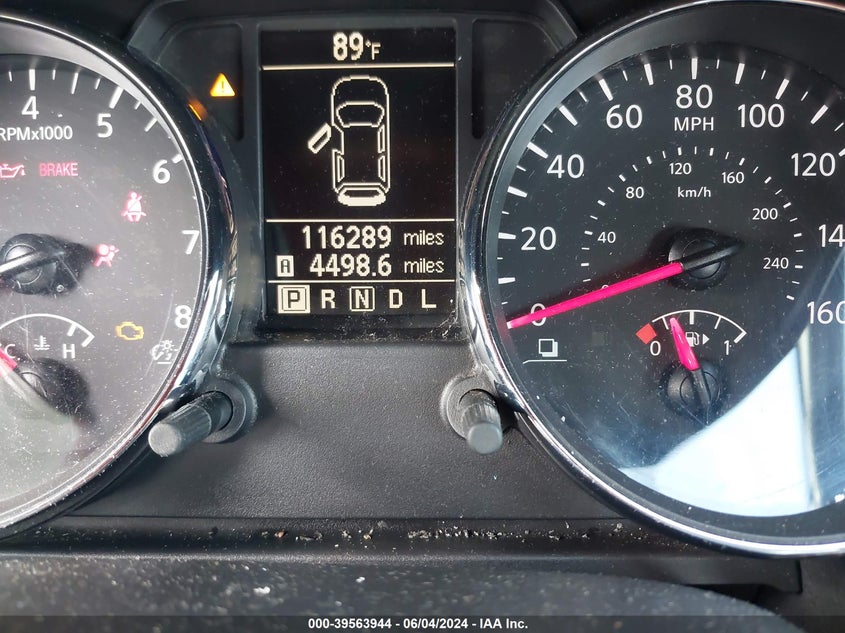 89°F
4 5 6 7 8
RPMx1000
BRAKE
C H
116289 miles
A 4498.6 miles
P R N D L
0 20 40 60 80 100 120 14 160
MPH
0 40 80 120 160 200 240
km/h
0 1
000-39563944 - 06/04/2024 - IAA Inc.